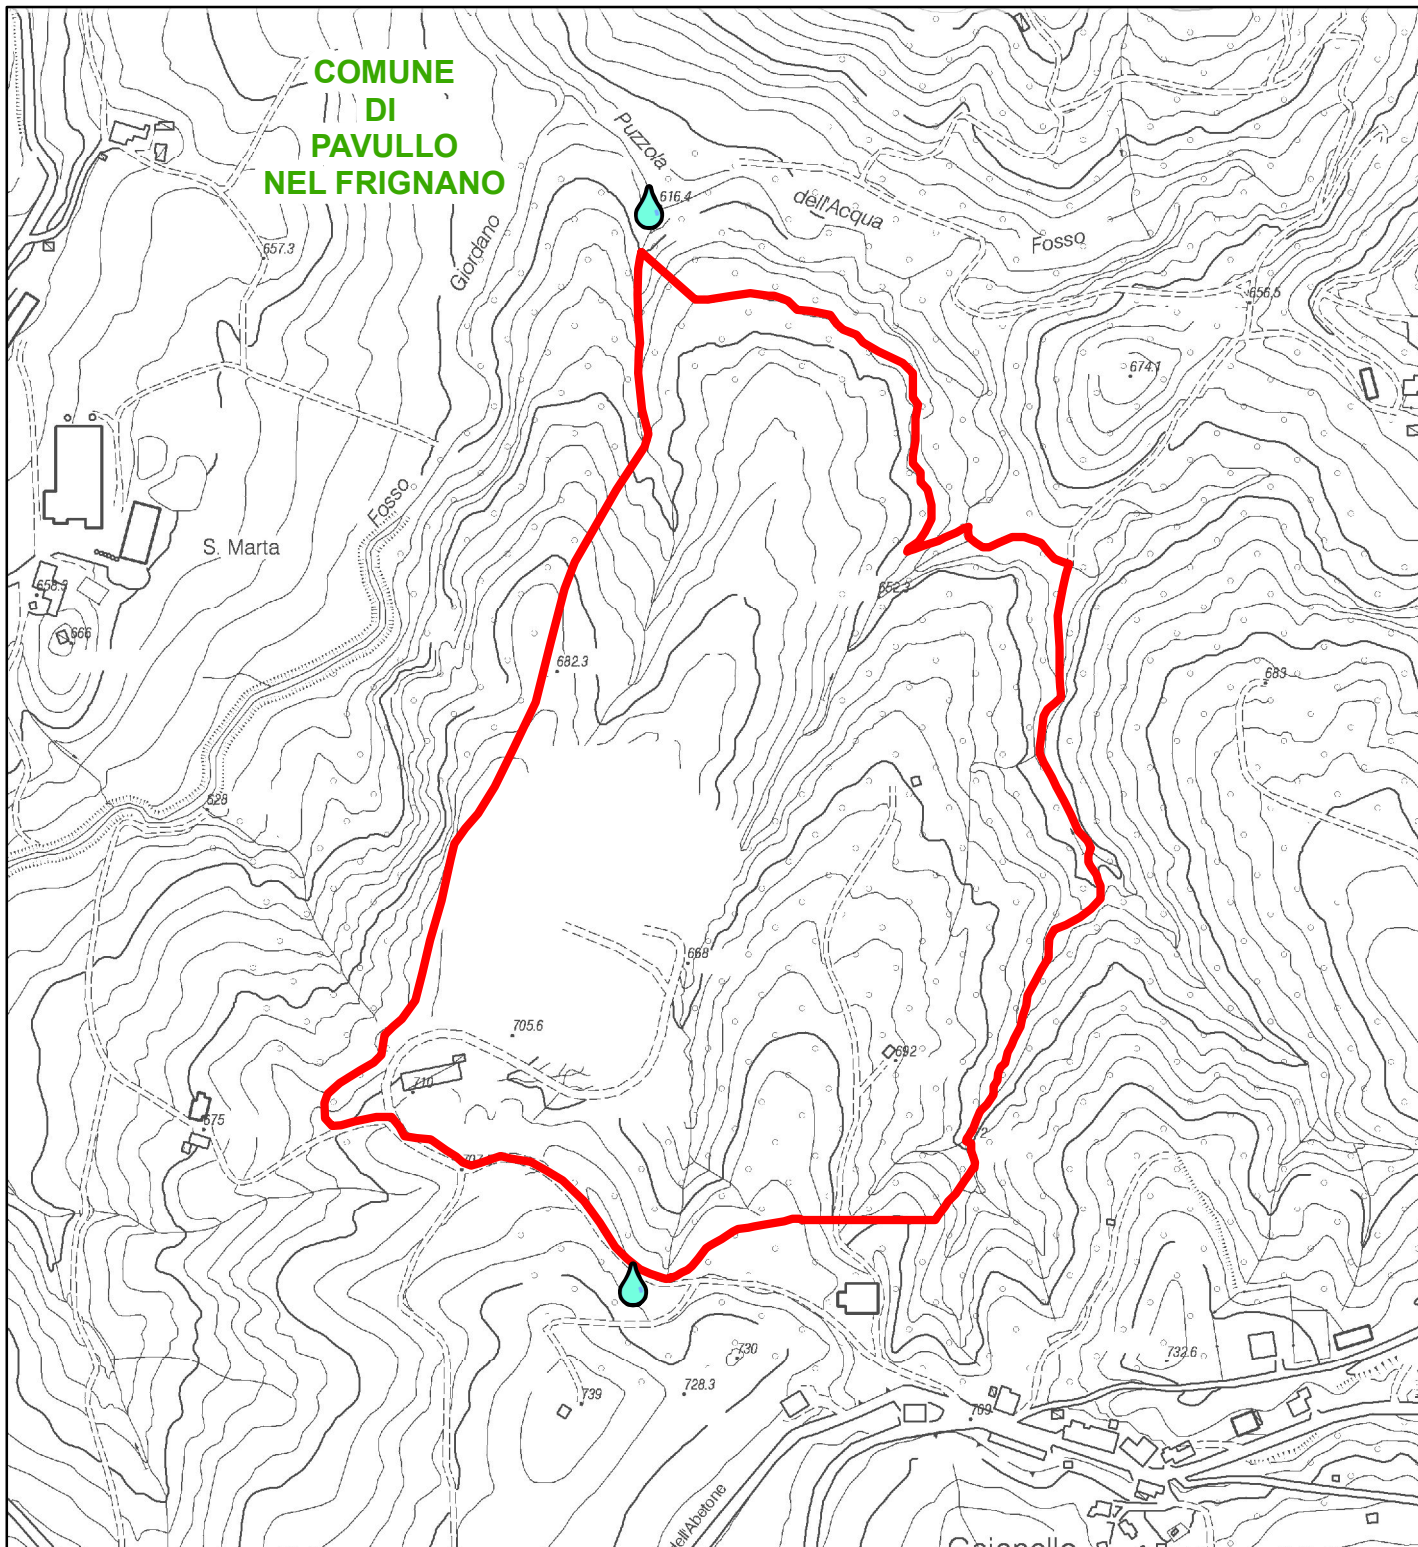 COMUNE
DI
PAVULLO
NEL FRIGNANO
Puzzola
616.4
dell'Acqua
Fosso
Giordano
657.3
656.5
674.1
Fosso
S. Marta
652.3
658.3
666
682.3
683
628
668
705.6
692
710
675
730
732.6
739
728.3
709
dell'Abetone